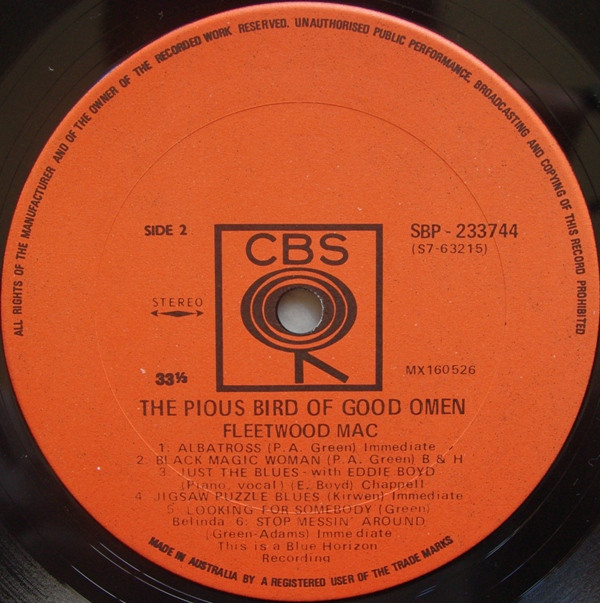 ALL RIGHTS OF THE MANUFACTURER AND OF THE OWNER OF THE RECORDED WORK RESERVED. UNAUTHORISED PUBLIC PERFORMANCE, BROADCASTING AND COPYING OF THIS RECORD PROHIBITED
SIDE 2
SBP - 233744
(S7-63215)
CBS
STEREO
33⅓
MX160526
THE PIOUS BIRD OF GOOD OMEN
FLEETWOOD MAC
1. ALBATROSS (P.A. Green) Immediate
2. BLACK MAGIC WOMAN (P.A. Green) B & H
3. JUST THE BLUES - with EDDIE BOYD
(Piano, vocal) (E. Boyd) Chappell
4. JIGSAW PUZZLE BLUES (Kirwen) Immediate
5. LOOKING FOR SOMEBODY (Green)
Belinda 6. STOP MESSIN' AROUND
(Green-Adams) Immediate
This is a Blue Horizon
Recording
MADE IN AUSTRALIA BY A REGISTERED USER OF THE TRADE MARKS